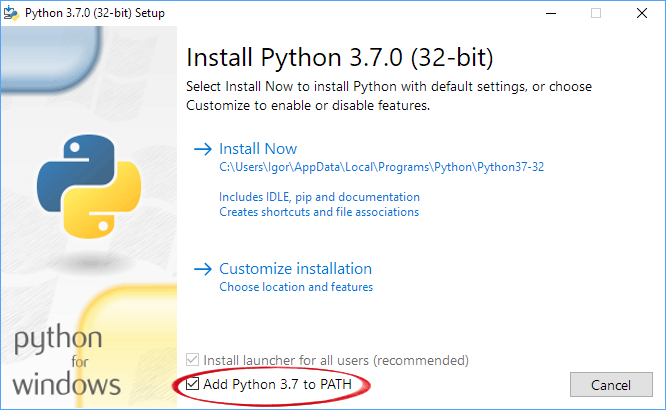 Python 3.7.0 (32-bit) Setup
Install Python 3.7.0 (32-bit)
Select Install Now to install Python with default settings, or choose
Customize to enable or disable features.
Install Now
C:\Users\Igor\AppData\Local\Programs\Python\Python37-32
Includes IDLE, pip and documentation
Creates shortcuts and file associations
Customize installation
Choose location and features
python
for
windows
Install launcher for all users (recommended)
Add Python 3.7 to PATH
Cancel